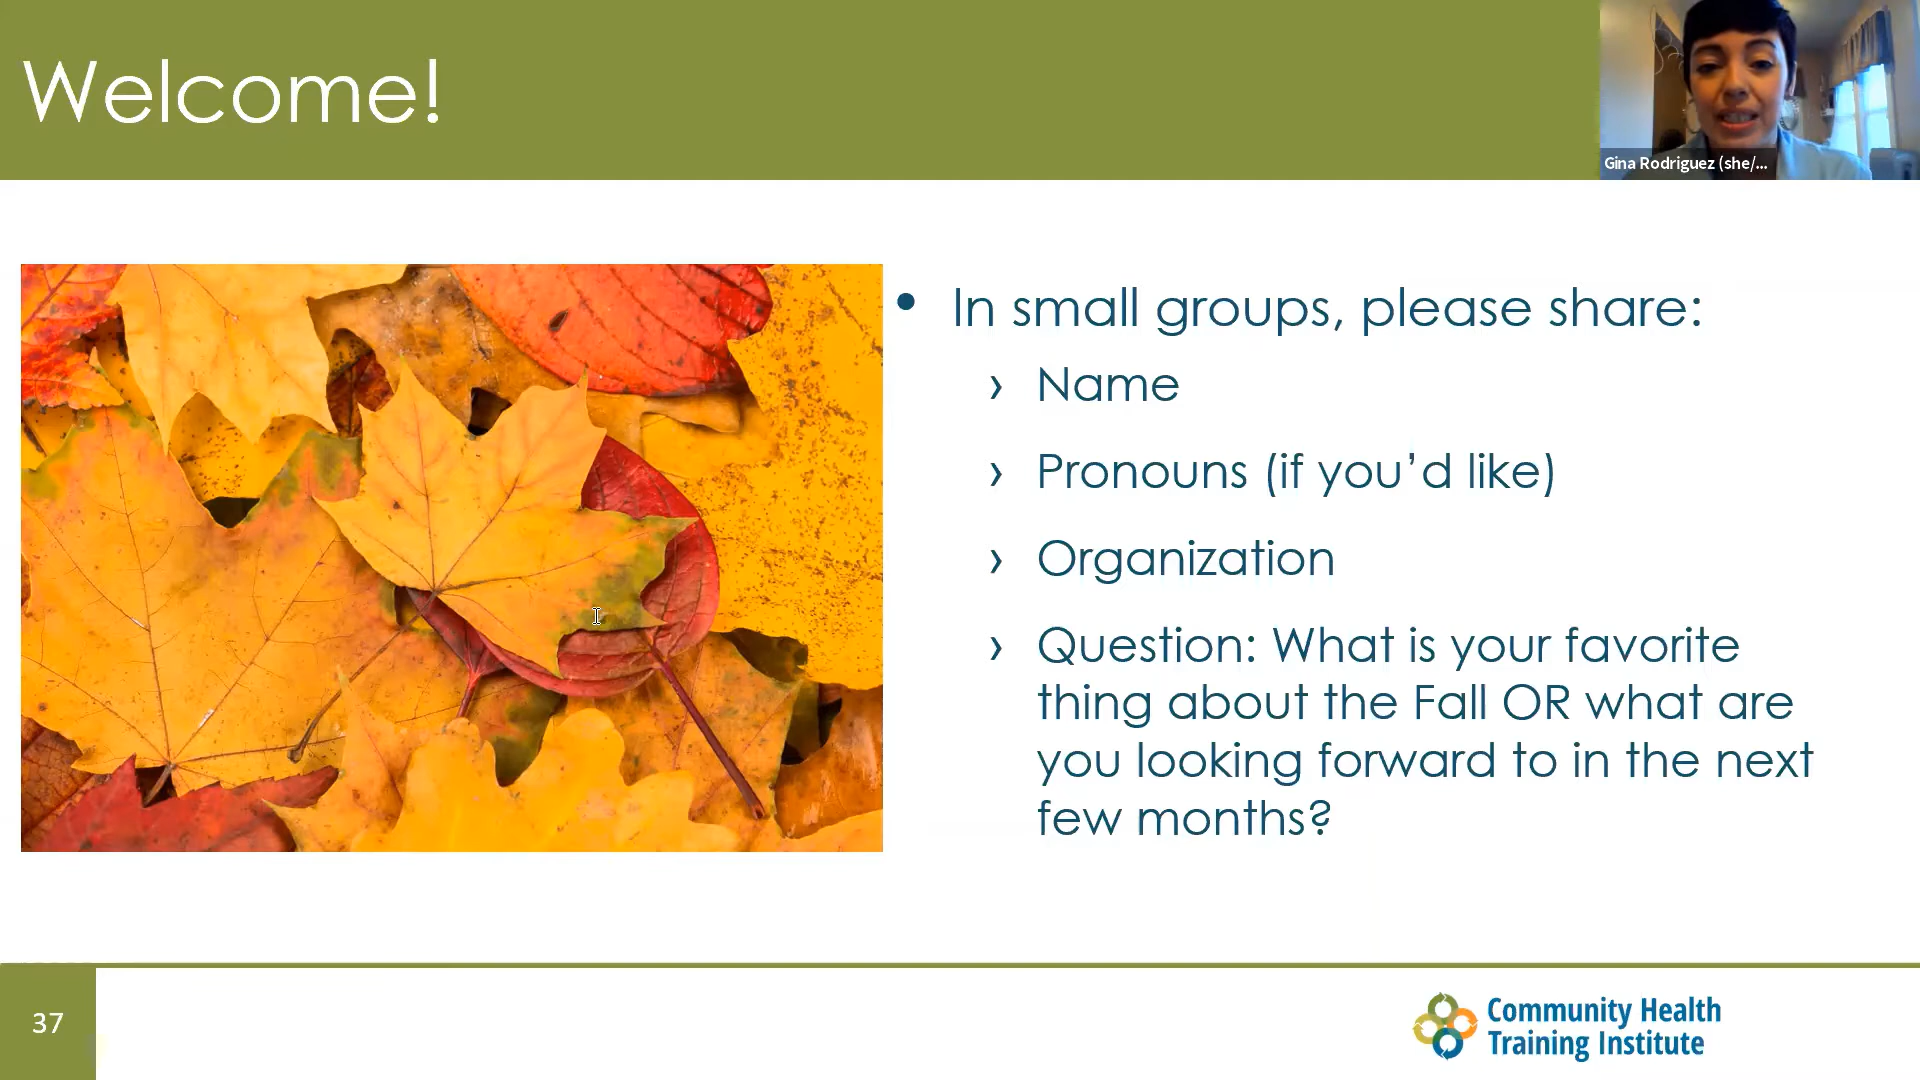 Welcome!
Gina Rodriguez (she/...
• In small groups, please share:
› Name
› Pronouns (if you’d like)
› Organization
› Question: What is your favorite
thing about the Fall OR what are
you looking forward to in the next
few months?
37
Community Health
Training Institute